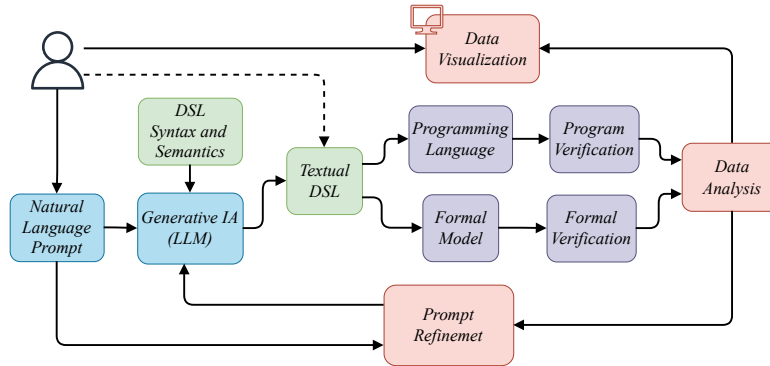 Data
Visualization
DSL
Syntax and
Semantics
Programming
Language
Program
Verification
Textual
DSL
Data
Analysis
Natural
Language
Prompt
Generative IA
(LLM)
Formal
Model
Formal
Verification
Prompt
Refinemet